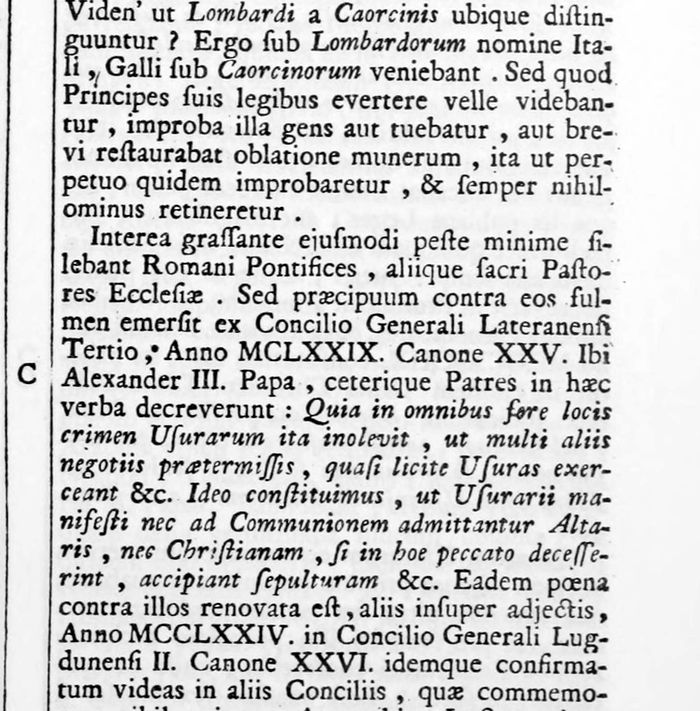 Viden' ut Lombardi a Caorcinis ubique diſtin-
guuntur ? Ergo ſub Lombardorum nomine Ita-
li , Galli ſub Caorcinorum veniebant . Sed quod
Principes ſuis legibus evertere velle videban-
tur , improba illa gens aut tuebatur , aut bre-
vi reſtaurabat oblatione munerum , ita ut per-
petuo quidem improbaretur , & ſemper nihil-
ominus retineretur .
Interea graſſante ejuſmodi peſte minime ſi-
lebant Romani Pontifices , aliique ſacri Paſto-
res Eccleſiæ . Sed præcipuum contra eos ful-
men emerſit ex Concilio Generali Lateranenſi
Tertio , Anno MCLXXIX. Canone XXV. Ibi
C
Alexander III. Papa , ceterique Patres in hæc
verba decreverunt : Quia in omnibus fere locis
crimen Uſurarum ita inolevit , ut multi aliis
negotiis prætermiſſis , quaſi licite Uſuras exer-
ceant &c. Ideo conſtituimus , ut Uſurarii ma-
nifeſti nec ad Communionem admittantur Alta-
ris , nec Chriſtianam , ſi in hoc peccato deceſſe-
rint , accipiant ſepulturam &c. Eadem pœna
contra illos renovata eſt , aliis inſuper adjectis ,
Anno MCCLXXIV. in Concilio Generali Lug-
dunenſi II. Canone XXVI. idemque confirma-
tum videas in aliis Conciliis , quæ commemo-